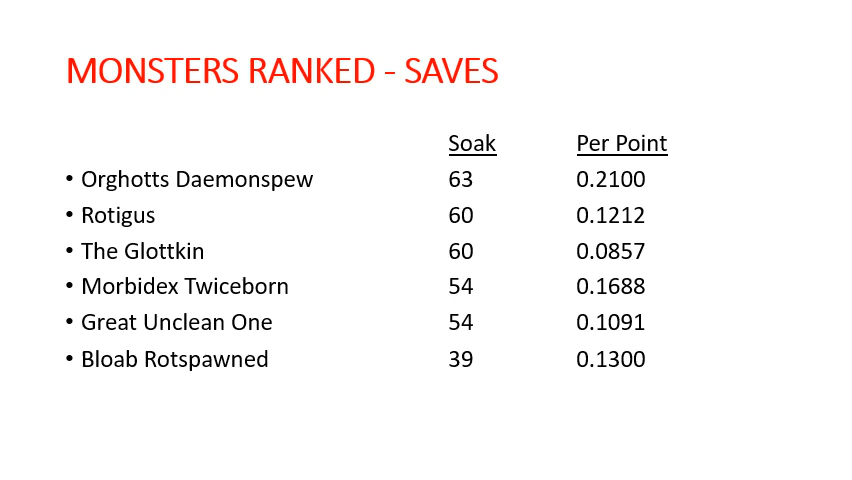 MONSTERS RANKED - SAVES
Soak Per Point
• Orghotts Daemonspew 63 0.2100
• Rotigus 60 0.1212
• The Glottkin 60 0.0857
• Morbidex Twiceborn 54 0.1688
• Great Unclean One 54 0.1091
• Bloab Rotspawned 39 0.1300